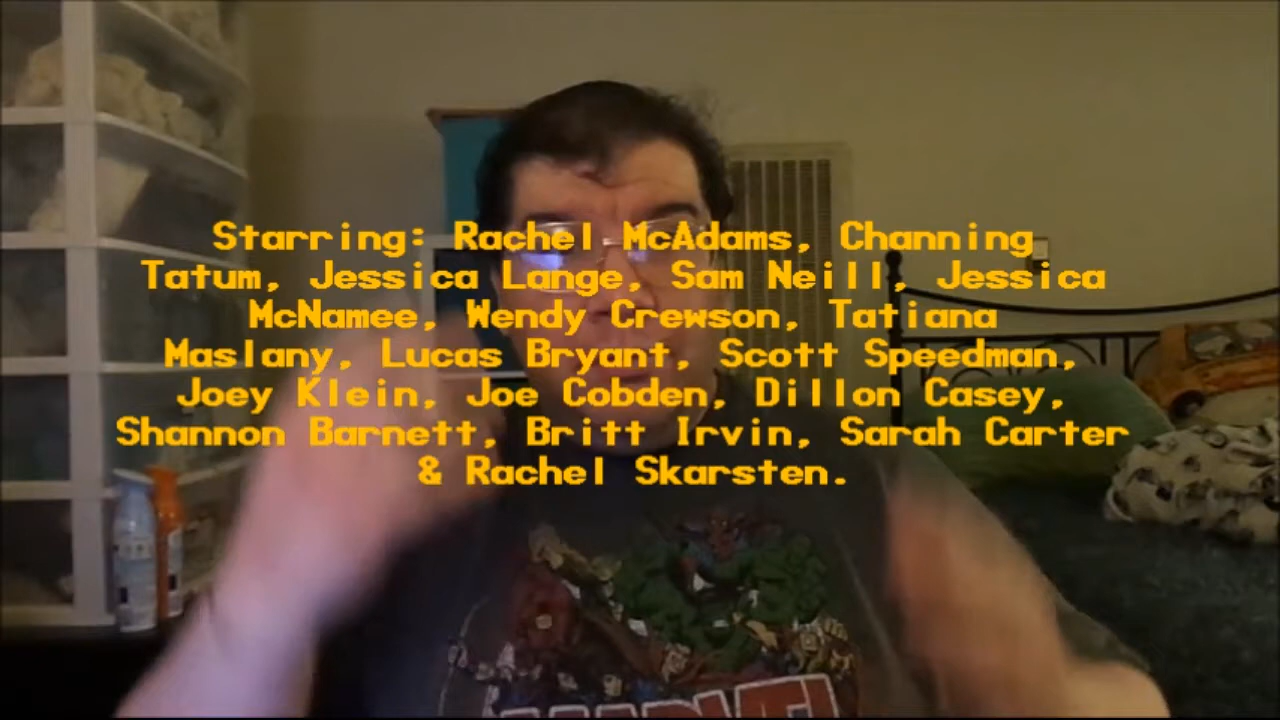 Starring: Rachel McAdams, Channing
Tatum, Jessica Lange, Sam Neill, Jessica
McNamee, Wendy Crewson, Tatiana
Maslany, Lucas Bryant, Scott Speedman,
Joey Klein, Joe Cobden, Dillon Casey,
Shannon Barnett, Britt Irvin, Sarah Carter
& Rachel Skarsten.